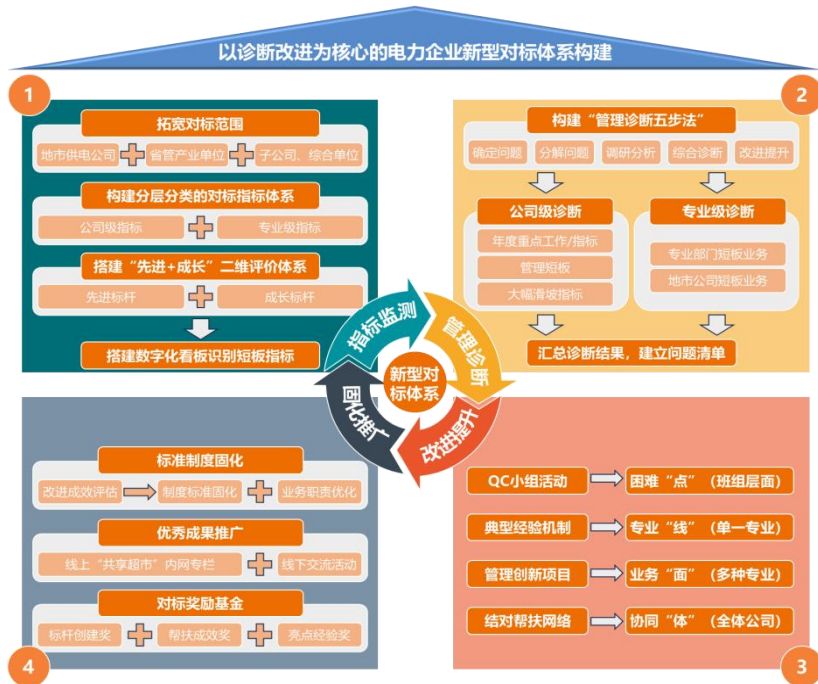 以诊断改进为核心的电力企业新型对标体系构建
1
拓宽对标范围
地市供电公司 省管产业单位 子公司、综合单位
构建分层分类的对标指标体系
公司级指标 专业级指标
搭建“先进+成长”二维评价体系
先进标杆 成长标杆
搭建数字化看板识别短板指标
2
构建“管理诊断五步法”
确定问题 分解问题 调研分析 综合诊断 改进提升
公司级诊断
年度重点工作/指标
管理短板
大幅滑坡指标
专业级诊断
专业部门短板业务
地市公司短板业务
汇总诊断结果，建立问题清单
指标监测
管理诊断
改进提升
固化推广
新型对
标体系
QC小组活动 困难“点”（班组层面）
典型经验机制 专业“线”（单一专业）
管理创新项目 业务“面”（多种专业）
结对帮扶网络 协同“体”（全体公司）
3
标准制度固化
改进成效评估 制度标准固化 业务职责优化
优秀成果推广
线上“共享超市”内网专栏 线下交流活动
对标奖励基金
标杆创建奖 帮扶成效奖 亮点经验奖
4